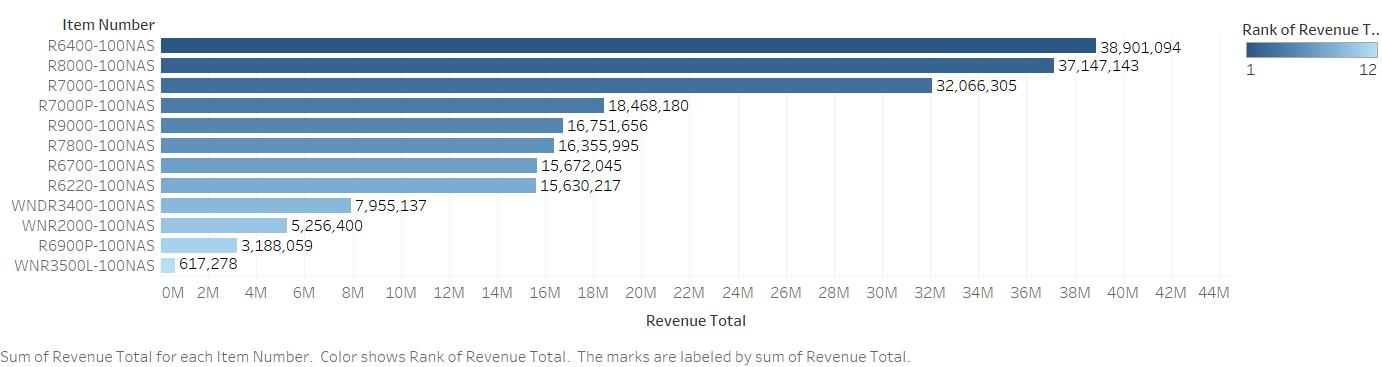 Item Number
R6400-100NAS 38,901,094
R8000-100NAS 37,147,143
R7000-100NAS 32,066,305
R7000P-100NAS 18,468,180
R9000-100NAS 16,751,656
R7800-100NAS 16,355,995
R6700-100NAS 15,672,045
R6220-100NAS 15,630,217
WNDR3400-100NAS 7,955,137
WNR2000-100NAS 5,256,400
R6900P-100NAS 3,188,059
WNR3500L-100NAS 617,278
0M 2M 4M 6M 8M 10M 12M 14M 16M 18M 20M 22M 24M 26M 28M 30M 32M 34M 36M 38M 40M 42M 44M
Revenue Total
Rank of Revenue T..
1 12
Sum of Revenue Total for each Item Number. Color shows Rank of Revenue Total. The marks are labeled by sum of Revenue Total.